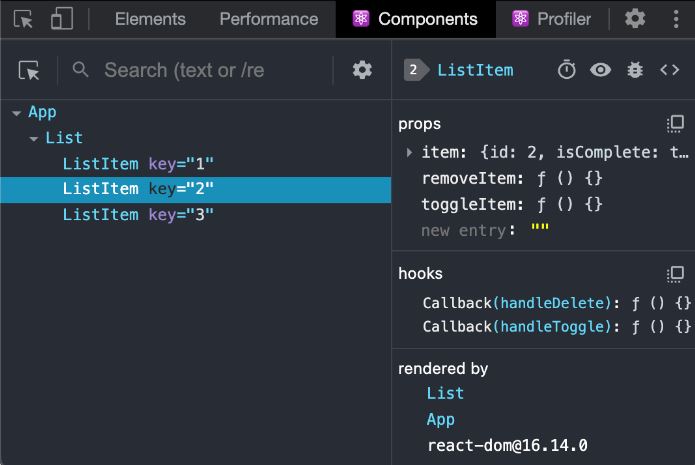 Elements Performance Components Profiler
Search (text or /re
App
List
ListItem key="1"
ListItem key="2"
ListItem key="3"
2 ListItem
props
item: {id: 2, isComplete: t…
removeItem: ƒ () {}
toggleItem: ƒ () {}
new entry: ""
hooks
Callback(handleDelete): ƒ () {}
Callback(handleToggle): ƒ () {}
rendered by
List
App
react-dom@16.14.0